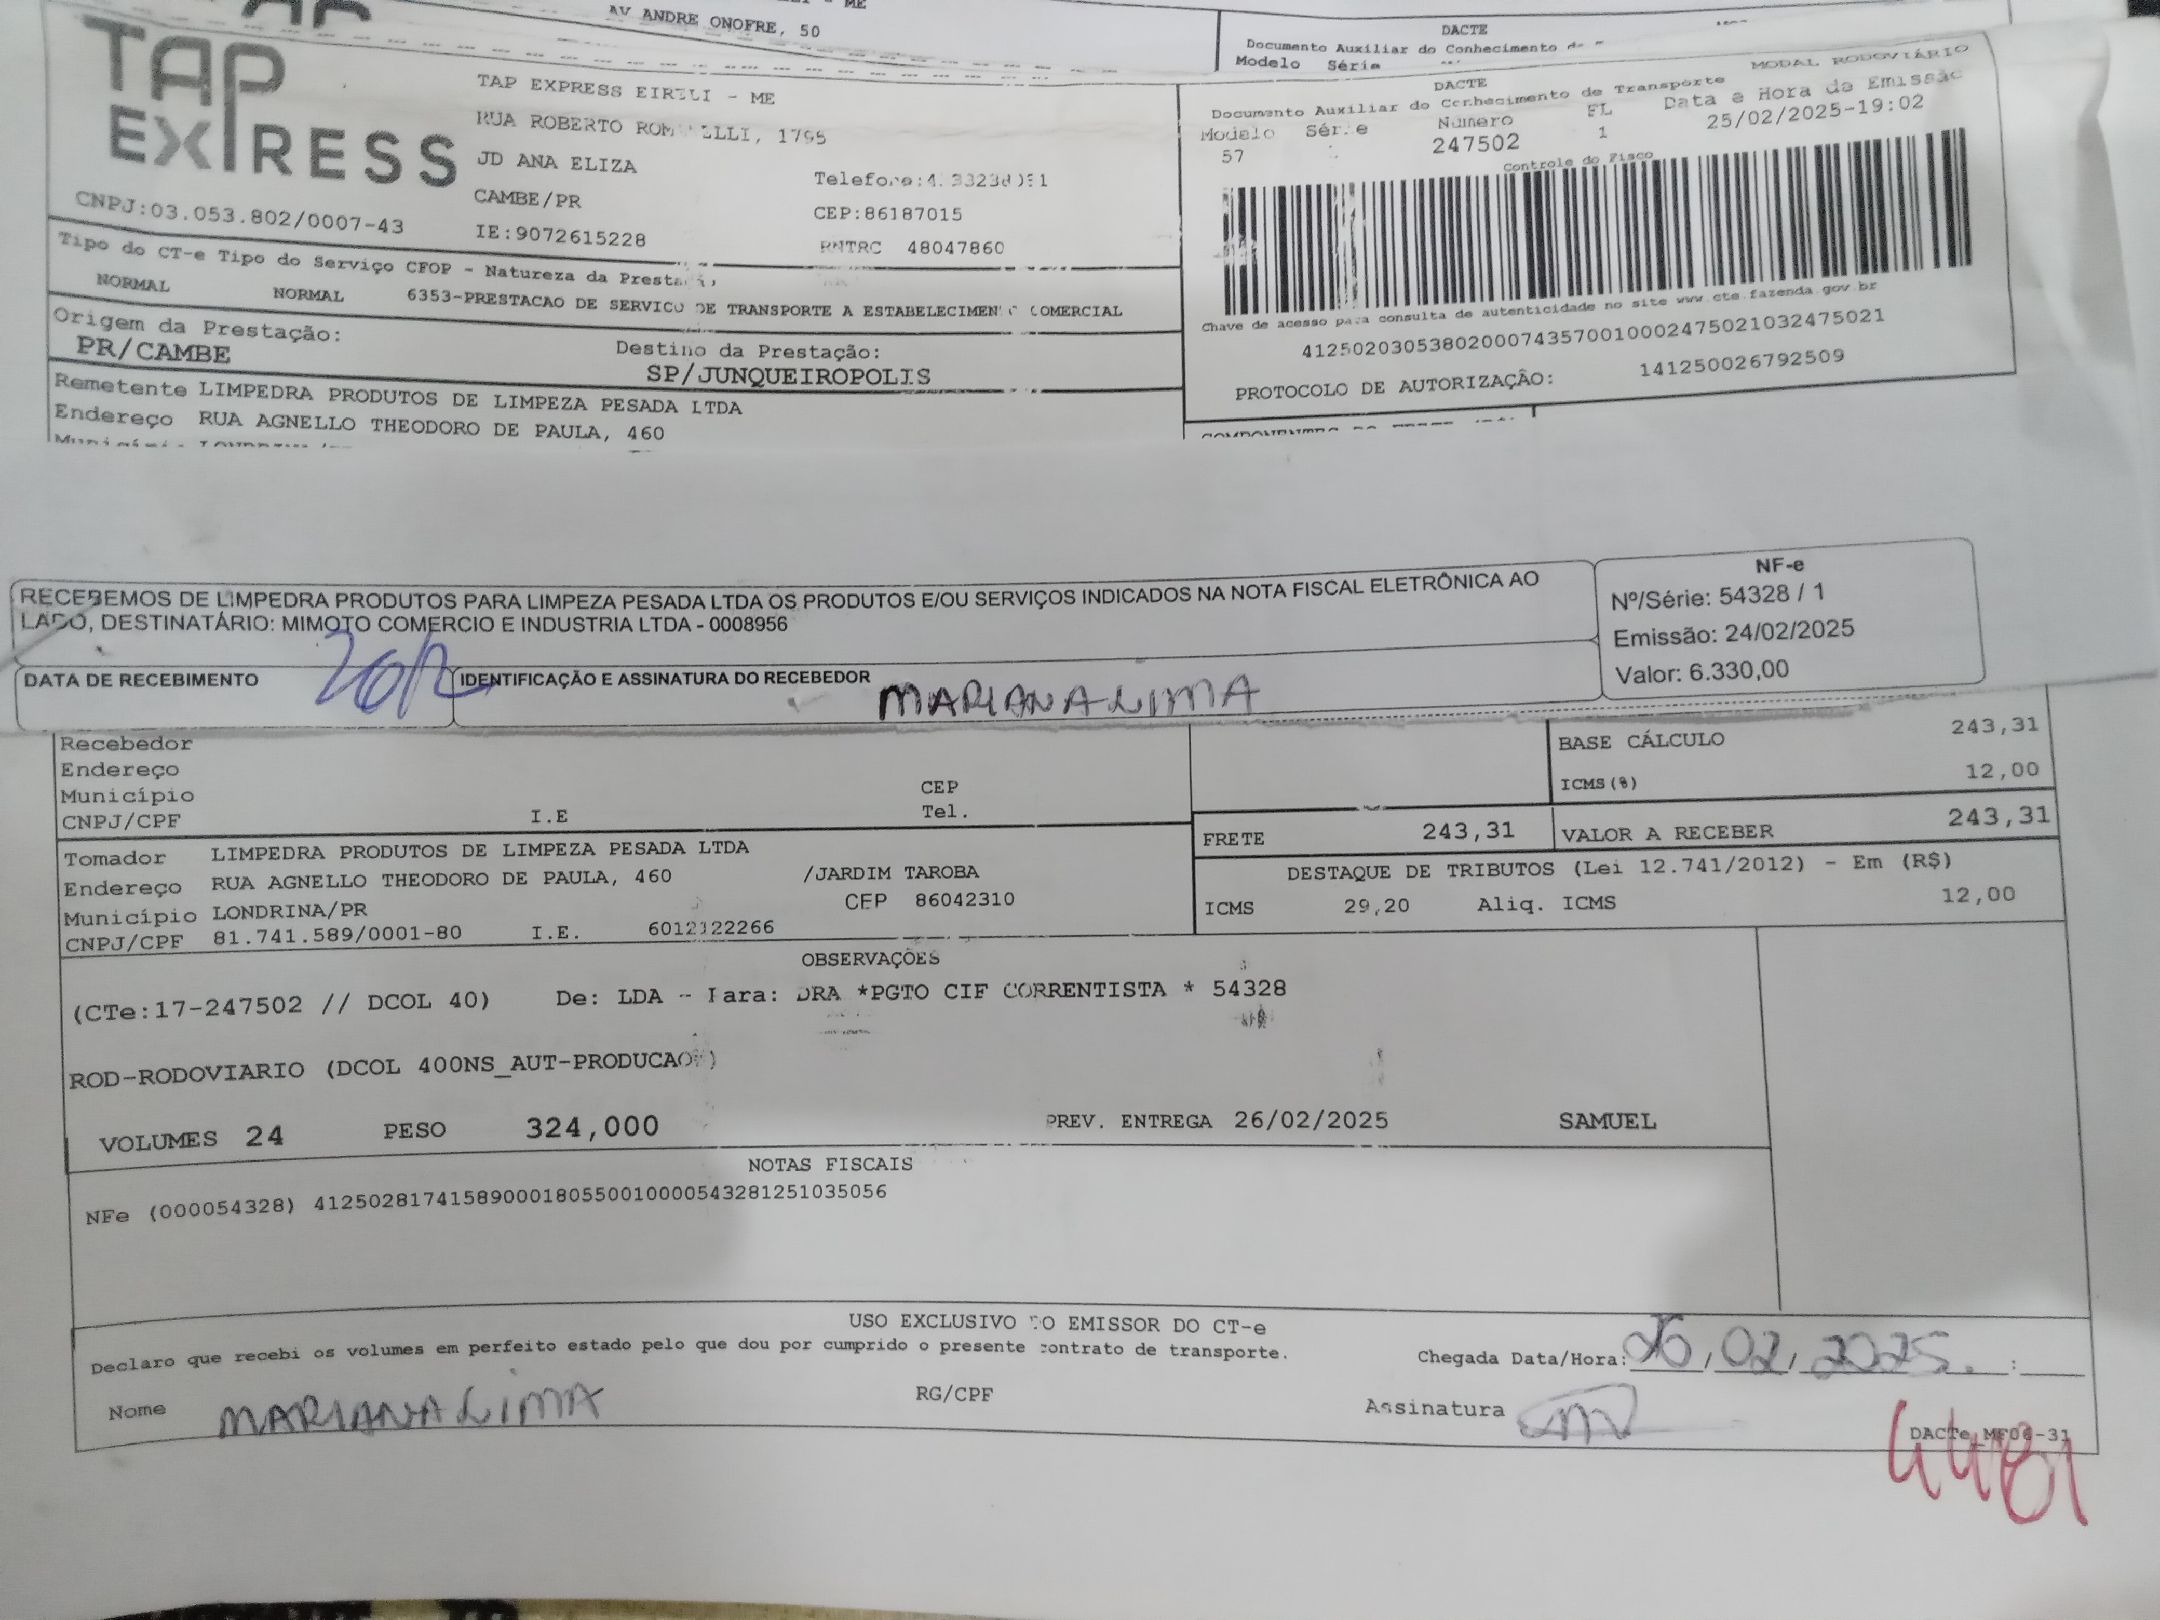 AV ANDRE ONOFRE, 50
DACTE
Documento Auxiliar do Conhecimento de
Modelo Série
TAP
EXPRESS
CNPJ:03.053.802/0007-43
TAP EXPRESS EIRELI - ME
RUA ROBERTO 1795
JD ANA ELIZA
CAMBE/PR
IE:9072615228
CEP:86187015
RNTRC 48047860
MODAL RODOVIÁRIO
DACTE
Documento Auxiliar do Conhecimento de Transporte
Modelo Série Número FL Data e Hora da Emissão
57 247502 1 25/02/2025-19:02
Controle do Fisco
Chave de acesso para consulta de autenticidade no site www.cte.fazenda.gov.br
41250203053802000743570010002475021032475021
PROTOCOLO DE AUTORIZAÇÃO: 141250026792509
Tipo do CT-e Tipo do Serviço CFOP - Natureza da
NORMAL NORMAL 6353-PRESTACAO DE SERVICO DE TRANSPORTE A ESTABELECIMENTO COMERCIAL
Origem da Prestação:
PR/CAMBE
Destino da Prestação:
SP/JUNQUEIROPOLIS
Remetente LIMPEDRA PRODUTOS DE LIMPEZA PESADA LTDA
Endereço RUA AGNELLO THEODORO DE PAULA, 460
RECEBEMOS DE LIMPEDRA PRODUTOS PARA LIMPEZA PESADA LTDA OS PRODUTOS E/OU SERVIÇOS INDICADOS NA NOTA FISCAL ELETRÔNICA AO
LADO, DESTINATÁRIO: MIMOTO COMERCIO E INDUSTRIA LTDA - 0008956
NF-e
Nº/Série: 54328 / 1
Emissão: 24/02/2025
Valor: 6.330,00
DATA DE RECEBIMENTO
IDENTIFICAÇÃO E ASSINATURA DO RECEBEDOR
MARIANA LIMA
Recebedor
Endereço
Município CEP
CNPJ/CPF I.E Tel.
BASE CÁLCULO 243,31
ICMS(%) 12,00
FRETE 243,31 VALOR A RECEBER 243,31
Tomador LIMPEDRA PRODUTOS DE LIMPEZA PESADA LTDA
Endereço RUA AGNELLO THEODORO DE PAULA, 460 /JARDIM TAROBA
Município LONDRINA/PR CEP 86042310
CNPJ/CPF 81.741.589/0001-80 I.E.
DESTAQUE DE TRIBUTOS (Lei 12.741/2012) - Em (R$)
ICMS 29,20 Aliq. ICMS 12,00
OBSERVAÇÕES
(CTe:17-247502 // DCOL 40) De: LDA - Para: DRA *PGTO CIF CORRENTISTA * 54328
ROD-RODOVIARIO (DCOL 400NS_AUT-PRODUCAO )
VOLUMES 24 PESO 324,000 PREV. ENTREGA 26/02/2025 SAMUEL
NOTAS FISCAIS
NFe (000054328) 41250281741589000180550010000543281251035056
USO EXCLUSIVO DO EMISSOR DO CT-e
Declaro que recebi os volumes em perfeito estado pelo que dou por cumprido o presente contrato de transporte.
Chegada Data/Hora: 26/02/2025 :
Nome MARIANA LIMA RG/CPF Assinatura